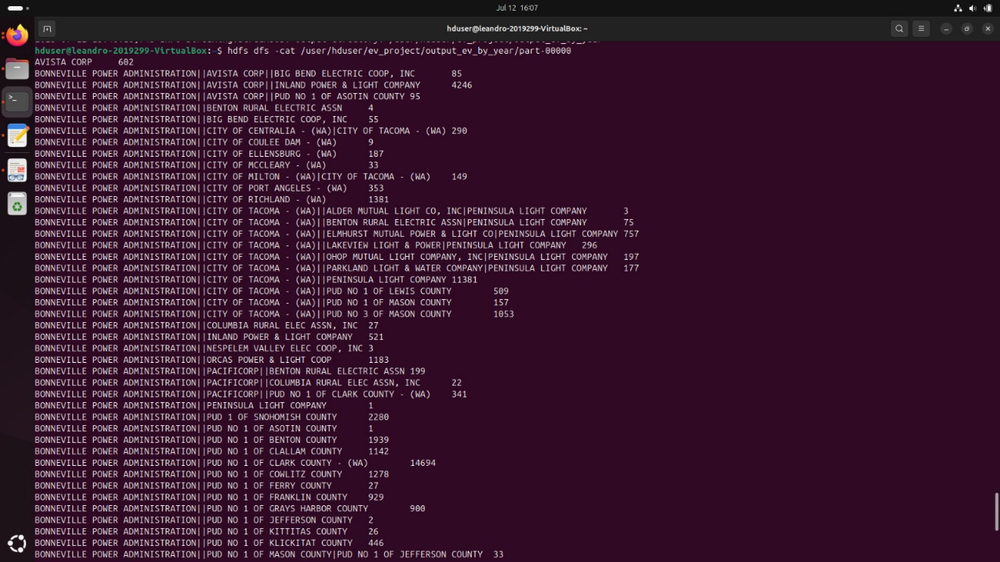 Jul 12 16:07
hduser@leandro-2019299-VirtualBox: ~
hduser@leandro-2019299-VirtualBox:~$ hdfs dfs -cat /user/hduser/ev_project/output_ev_by_year/part-00000
AVISTA CORP 602
BONNEVILLE POWER ADMINISTRATION||AVISTA CORP||BIG BEND ELECTRIC COOP, INC 85
BONNEVILLE POWER ADMINISTRATION||AVISTA CORP||INLAND POWER & LIGHT COMPANY 4246
BONNEVILLE POWER ADMINISTRATION||AVISTA CORP||PUD NO 1 OF ASOTIN COUNTY 95
BONNEVILLE POWER ADMINISTRATION||BENTON RURAL ELECTRIC ASSN 4
BONNEVILLE POWER ADMINISTRATION||BIG BEND ELECTRIC COOP, INC 55
BONNEVILLE POWER ADMINISTRATION||CITY OF CENTRALIA - (WA)|CITY OF TACOMA - (WA) 290
BONNEVILLE POWER ADMINISTRATION||CITY OF COULEE DAM - (WA) 9
BONNEVILLE POWER ADMINISTRATION||CITY OF ELLENSBURG - (WA) 187
BONNEVILLE POWER ADMINISTRATION||CITY OF MCCLEARY - (WA) 33
BONNEVILLE POWER ADMINISTRATION||CITY OF MILTON - (WA)|CITY OF TACOMA - (WA) 149
BONNEVILLE POWER ADMINISTRATION||CITY OF PORT ANGELES - (WA) 353
BONNEVILLE POWER ADMINISTRATION||CITY OF RICHLAND - (WA) 1381
BONNEVILLE POWER ADMINISTRATION||CITY OF TACOMA - (WA)||ALDER MUTUAL LIGHT CO, INC|PENINSULA LIGHT COMPANY 3
BONNEVILLE POWER ADMINISTRATION||CITY OF TACOMA - (WA)||BENTON RURAL ELECTRIC ASSN|PENINSULA LIGHT COMPANY 75
BONNEVILLE POWER ADMINISTRATION||CITY OF TACOMA - (WA)||ELMHURST MUTUAL POWER & LIGHT CO|PENINSULA LIGHT COMPANY 757
BONNEVILLE POWER ADMINISTRATION||CITY OF TACOMA - (WA)||LAKEVIEW LIGHT & POWER|PENINSULA LIGHT COMPANY 296
BONNEVILLE POWER ADMINISTRATION||CITY OF TACOMA - (WA)||OHOP MUTUAL LIGHT COMPANY, INC|PENINSULA LIGHT COMPANY 197
BONNEVILLE POWER ADMINISTRATION||CITY OF TACOMA - (WA)||PARKLAND LIGHT & WATER COMPANY|PENINSULA LIGHT COMPANY 177
BONNEVILLE POWER ADMINISTRATION||CITY OF TACOMA - (WA)||PENINSULA LIGHT COMPANY 11381
BONNEVILLE POWER ADMINISTRATION||CITY OF TACOMA - (WA)||PUD NO 1 OF LEWIS COUNTY 509
BONNEVILLE POWER ADMINISTRATION||CITY OF TACOMA - (WA)||PUD NO 1 OF MASON COUNTY 157
BONNEVILLE POWER ADMINISTRATION||CITY OF TACOMA - (WA)||PUD NO 3 OF MASON COUNTY 1053
BONNEVILLE POWER ADMINISTRATION||COLUMBIA RURAL ELEC ASSN, INC 27
BONNEVILLE POWER ADMINISTRATION||INLAND POWER & LIGHT COMPANY 521
BONNEVILLE POWER ADMINISTRATION||NESPELEM VALLEY ELEC COOP, INC 3
BONNEVILLE POWER ADMINISTRATION||ORCAS POWER & LIGHT COOP 1183
BONNEVILLE POWER ADMINISTRATION||PACIFICORP||BENTON RURAL ELECTRIC ASSN 199
BONNEVILLE POWER ADMINISTRATION||PACIFICORP||COLUMBIA RURAL ELEC ASSN, INC 22
BONNEVILLE POWER ADMINISTRATION||PACIFICORP||PUD NO 1 OF CLARK COUNTY - (WA) 341
BONNEVILLE POWER ADMINISTRATION||PENINSULA LIGHT COMPANY 1
BONNEVILLE POWER ADMINISTRATION||PUD 1 OF SNOHOMISH COUNTY 2280
BONNEVILLE POWER ADMINISTRATION||PUD NO 1 OF ASOTIN COUNTY 1
BONNEVILLE POWER ADMINISTRATION||PUD NO 1 OF BENTON COUNTY 1939
BONNEVILLE POWER ADMINISTRATION||PUD NO 1 OF CLALLAM COUNTY 1142
BONNEVILLE POWER ADMINISTRATION||PUD NO 1 OF CLARK COUNTY - (WA) 14694
BONNEVILLE POWER ADMINISTRATION||PUD NO 1 OF COWLITZ COUNTY 1278
BONNEVILLE POWER ADMINISTRATION||PUD NO 1 OF FERRY COUNTY 27
BONNEVILLE POWER ADMINISTRATION||PUD NO 1 OF FRANKLIN COUNTY 929
BONNEVILLE POWER ADMINISTRATION||PUD NO 1 OF GRAYS HARBOR COUNTY 900
BONNEVILLE POWER ADMINISTRATION||PUD NO 1 OF JEFFERSON COUNTY 2
BONNEVILLE POWER ADMINISTRATION||PUD NO 1 OF KITTITAS COUNTY 26
BONNEVILLE POWER ADMINISTRATION||PUD NO 1 OF KLICKITAT COUNTY 446
BONNEVILLE POWER ADMINISTRATION||PUD NO 1 OF MASON COUNTY|PUD NO 1 OF JEFFERSON COUNTY 33